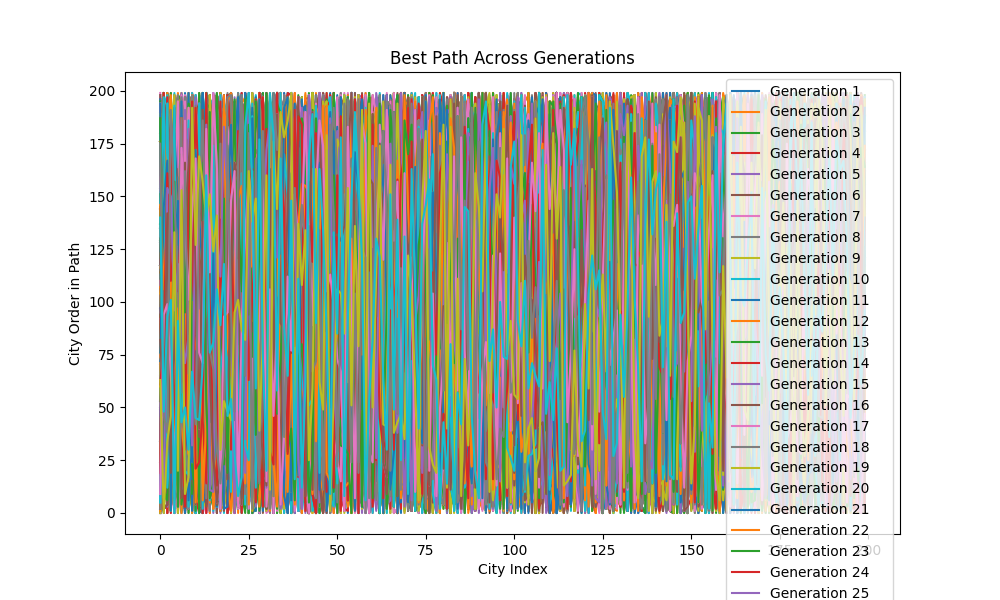 Best Path Across Generations
City Order in Path
200
175
150
125
100
75
50
25
0
0
25
50
75
100
125
150
175
200
City Index
Generation 1
Generation 2
Generation 3
Generation 4
Generation 5
Generation 6
Generation 7
Generation 8
Generation 9
Generation 10
Generation 11
Generation 12
Generation 13
Generation 14
Generation 15
Generation 16
Generation 17
Generation 18
Generation 19
Generation 20
Generation 21
Generation 22
Generation 23
Generation 24
Generation 25